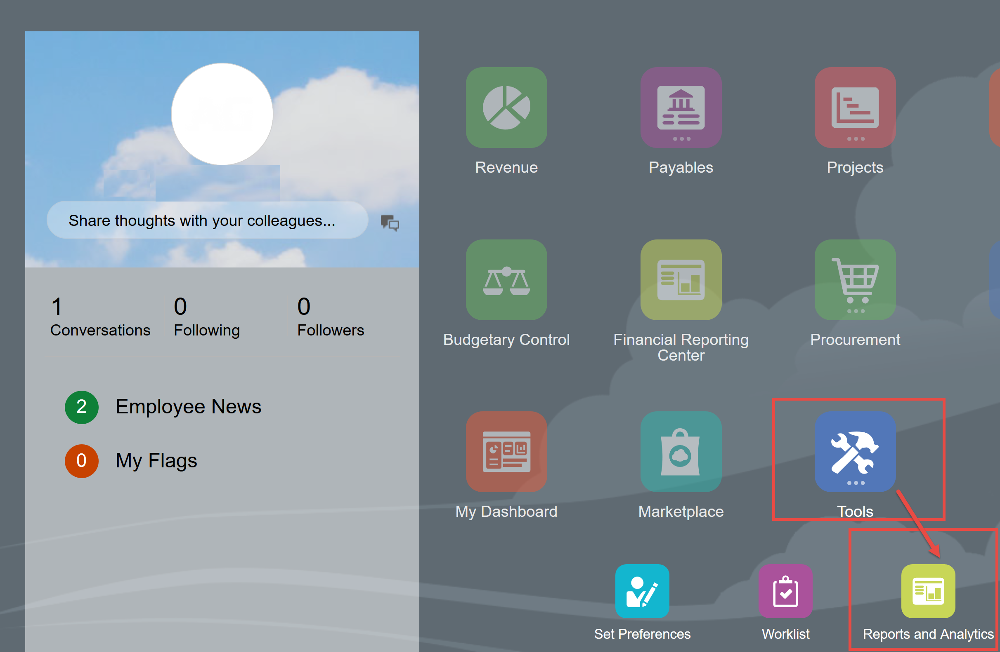 Share thoughts with your colleagues...
1
Conversations
0
Following
0
Followers
2
Employee News
0
My Flags
Revenue
Payables
Projects
Budgetary Control
Financial Reporting
Center
Procurement
My Dashboard
Marketplace
Tools
Set Preferences
Worklist
Reports and Analytics